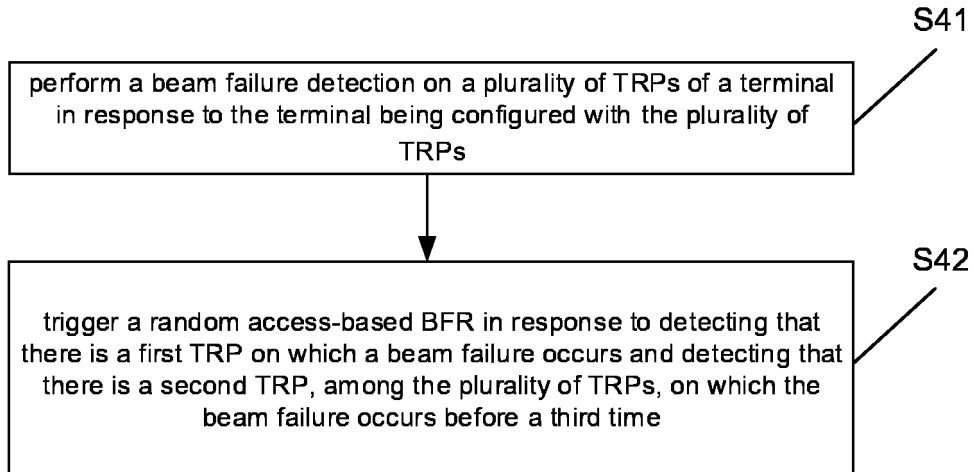 S41
perform a beam failure detection on a plurality of TRPs of a terminal
in response to the terminal being configured with the plurality of
TRPs
S42
trigger a random access-based BFR in response to detecting that
there is a first TRP on which a beam failure occurs and detecting that
there is a second TRP, among the plurality of TRPs, on which the
beam failure occurs before a third time